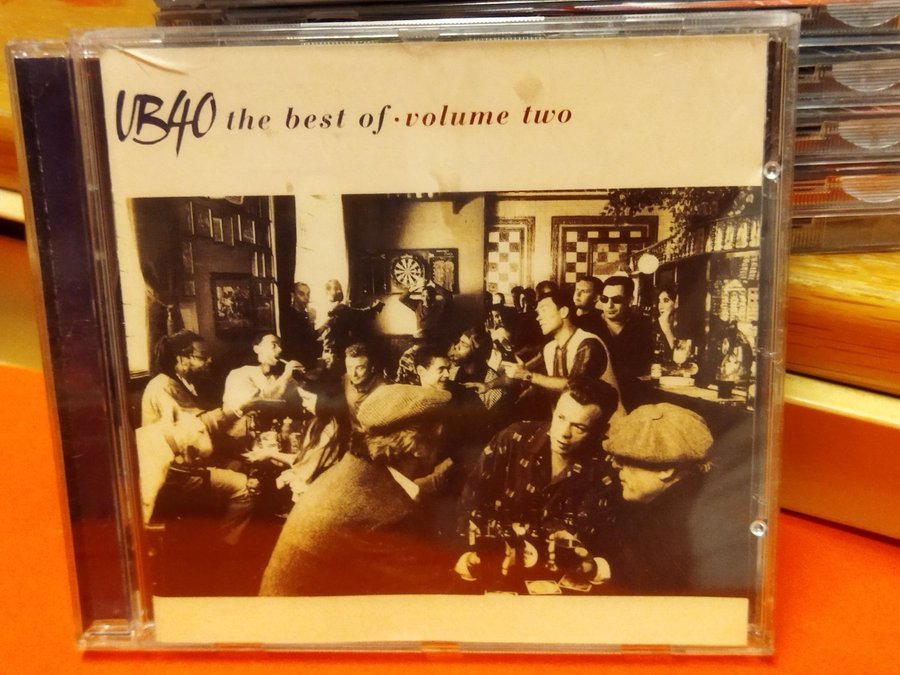 UB40 the best of · volume two